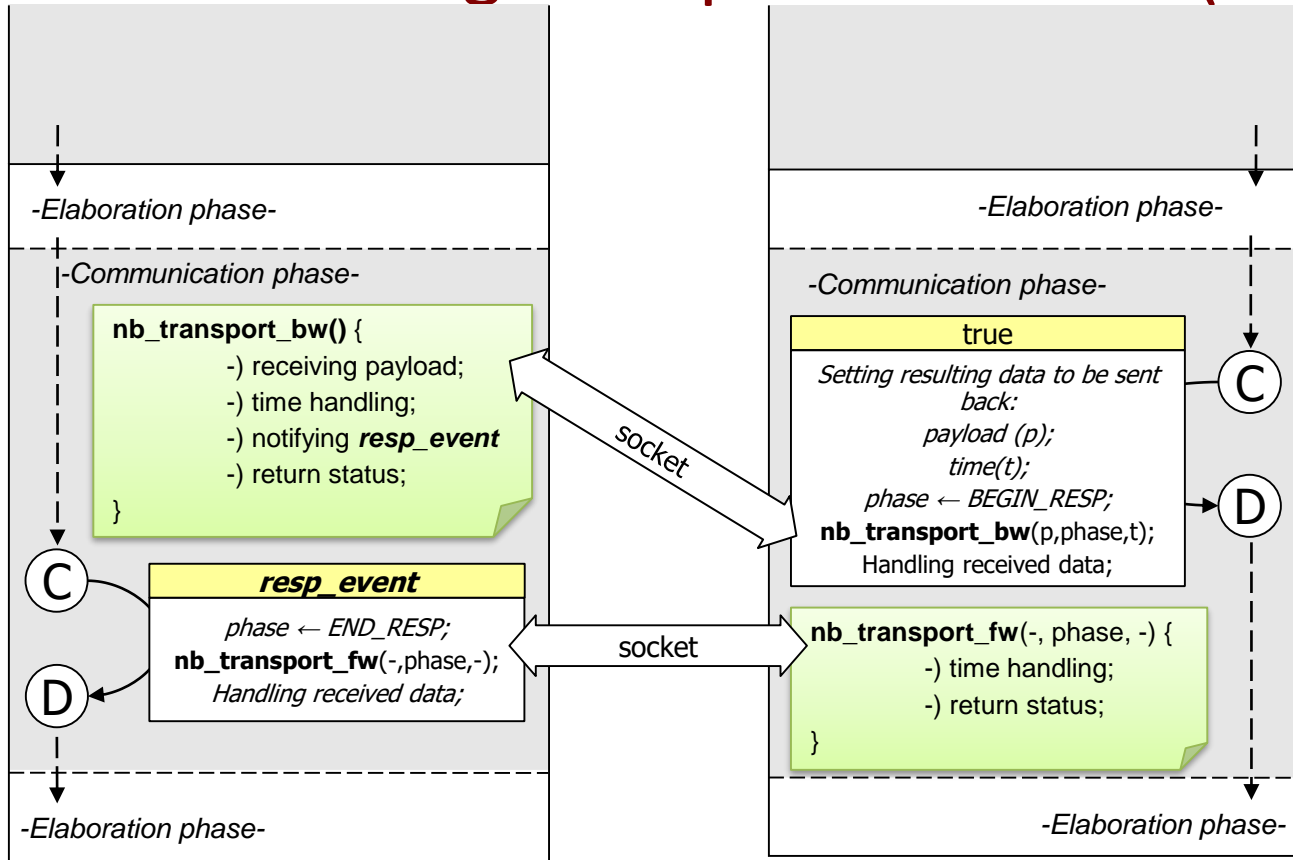 -Elaboration phase-
-Communication phase-
nb_transport_bw() {
-) receiving payload;
-) time handling;
-) notifying resp_event
-) return status;
}
C
resp_event
phase ← END_RESP;
nb_transport_fw(-,phase,-);
Handling received data;
D
-Elaboration phase-
socket
socket
-Elaboration phase-
-Communication phase-
true
Setting resulting data to be sent
back:
payload (p);
time(t);
phase ← BEGIN_RESP;
nb_transport_bw(p,phase,t);
Handling received data;
C
D
nb_transport_fw(-, phase, -) {
-) time handling;
-) return status;
}
-Elaboration phase-